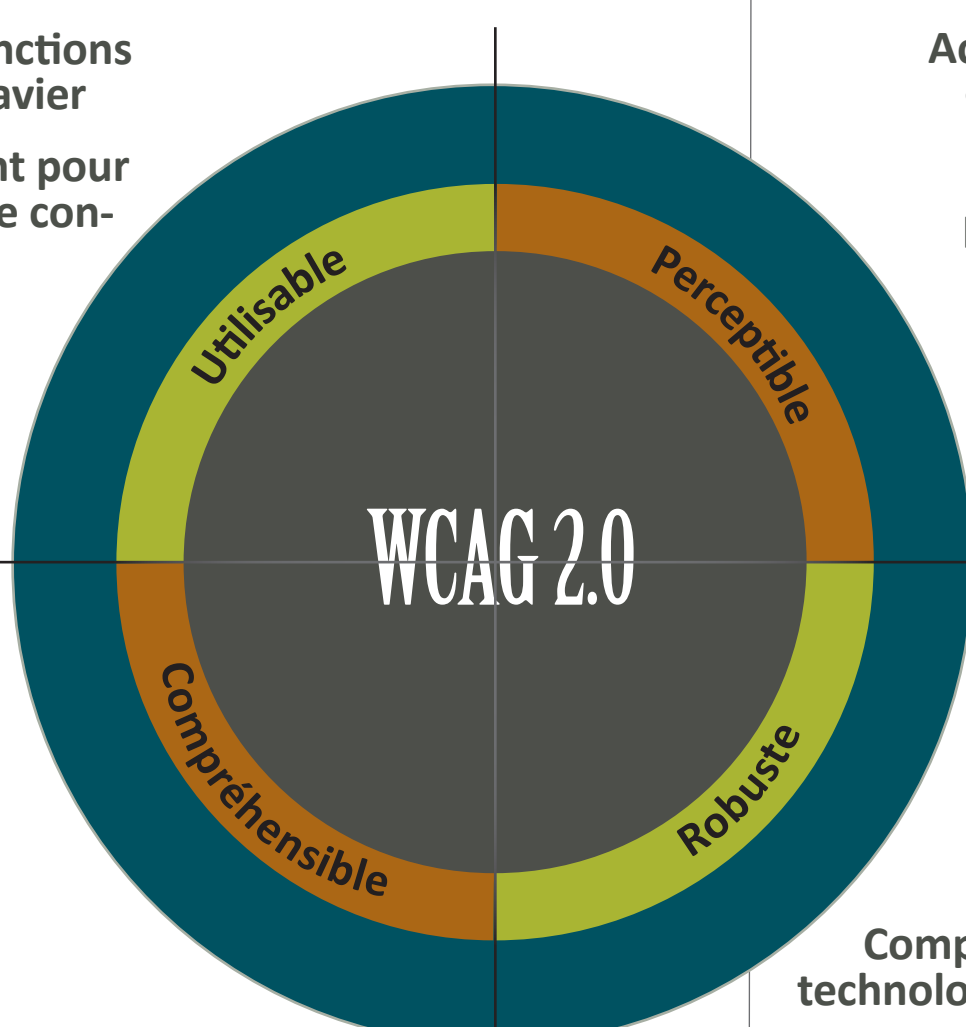 nctions
avier
nt pour
e con-
Ac
Utilisable
Perceptible
WCAG 2.0
Compréhensible
Robuste
Comp
technolo